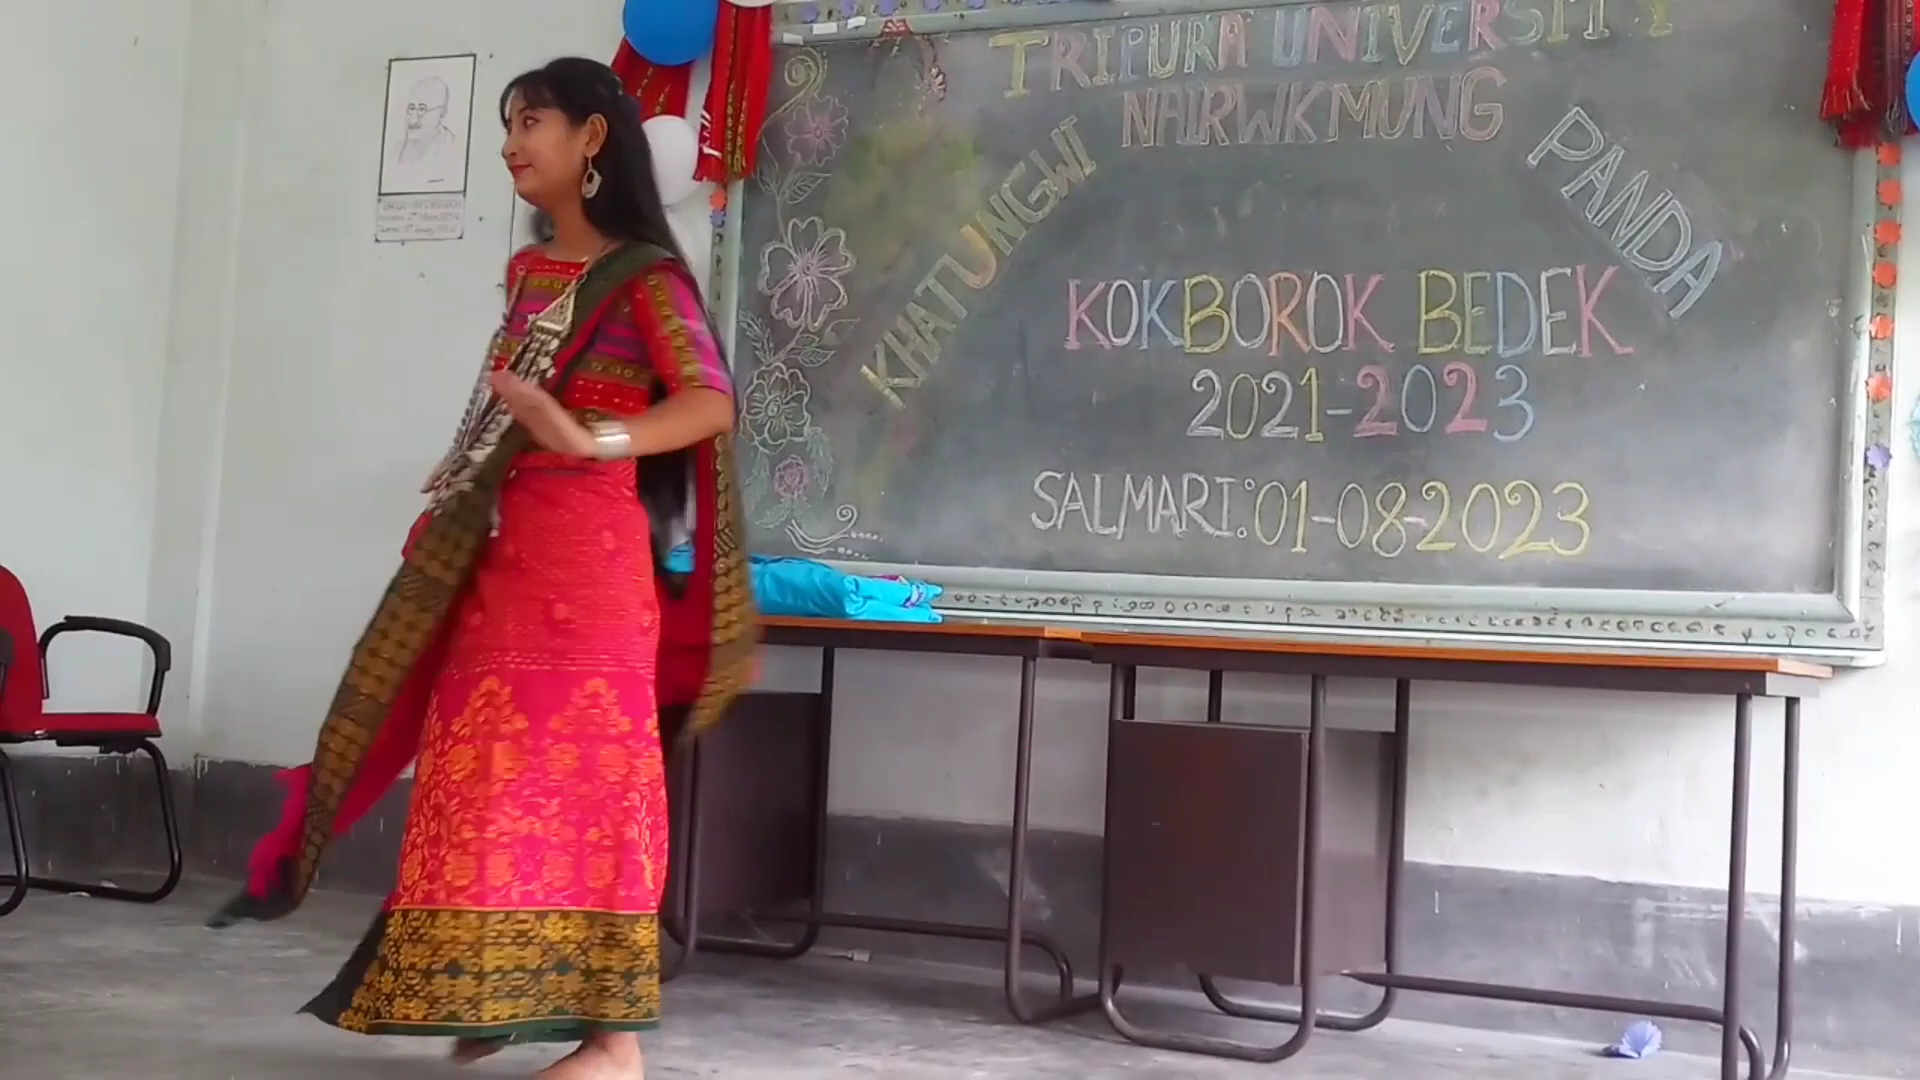 TRIPURA UNIVERSITY
NAIRWKMUNG
KHATUNGWI
PANDA
KOKBOROK BEDEK
2021-2023
SALMARI:01-08-2023